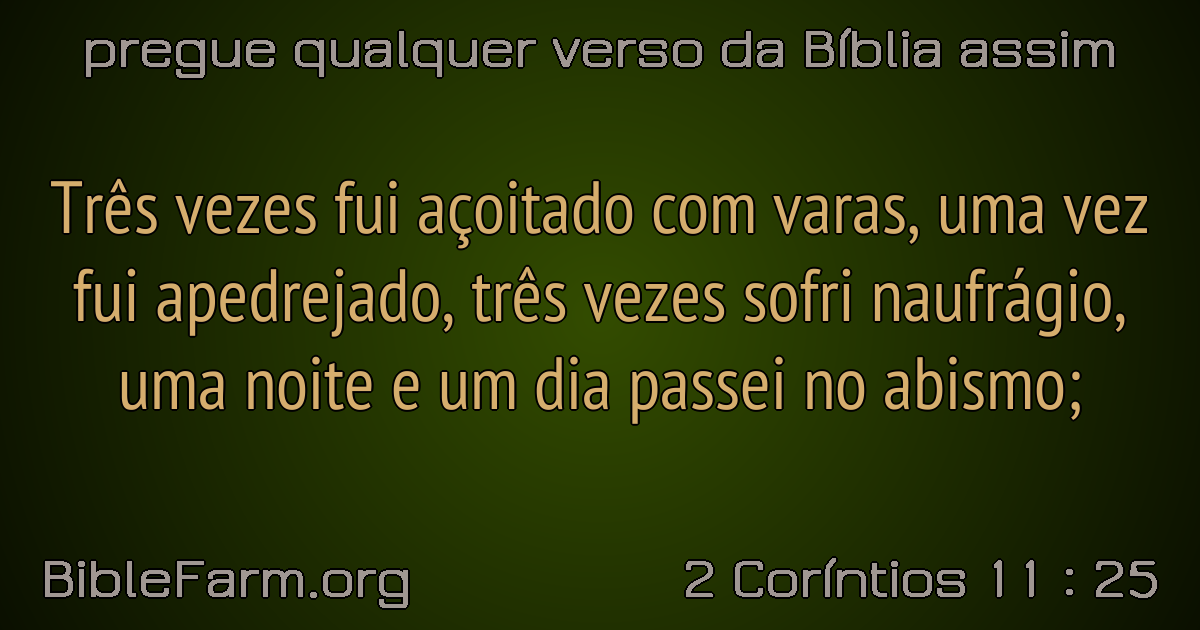 pregue qualquer verso da Bíblia assim
Três vezes fui açoitado com varas, uma vez
fui apedrejado, três vezes sofri naufrágio,
uma noite e um dia passei no abismo;
BibleFarm.org
2 Coríntios 11 : 25